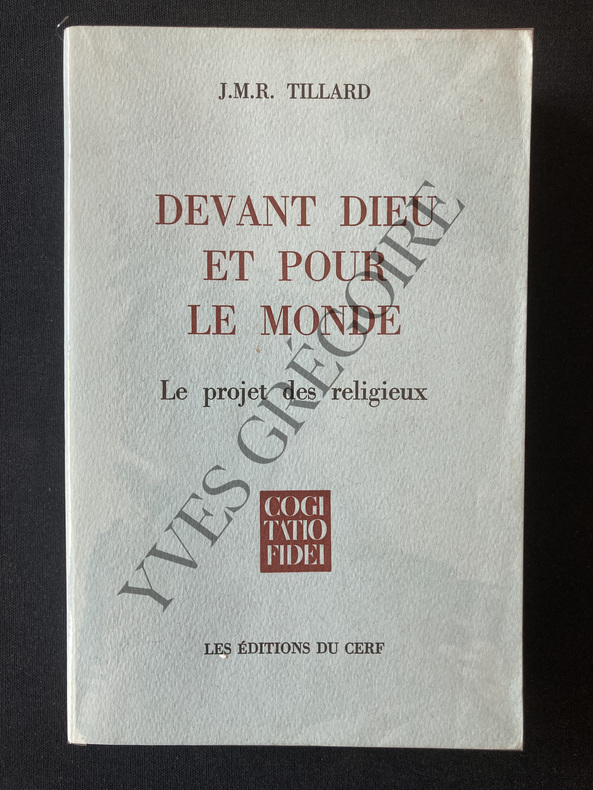 J.M.R. TILLARD
DEVANT DIEU
ET POUR
LE MONDE
Le projet des religieux
COGI
TATIO
FIDEI
LES ÉDITIONS DU CERF
YVES GRÉGOIRE